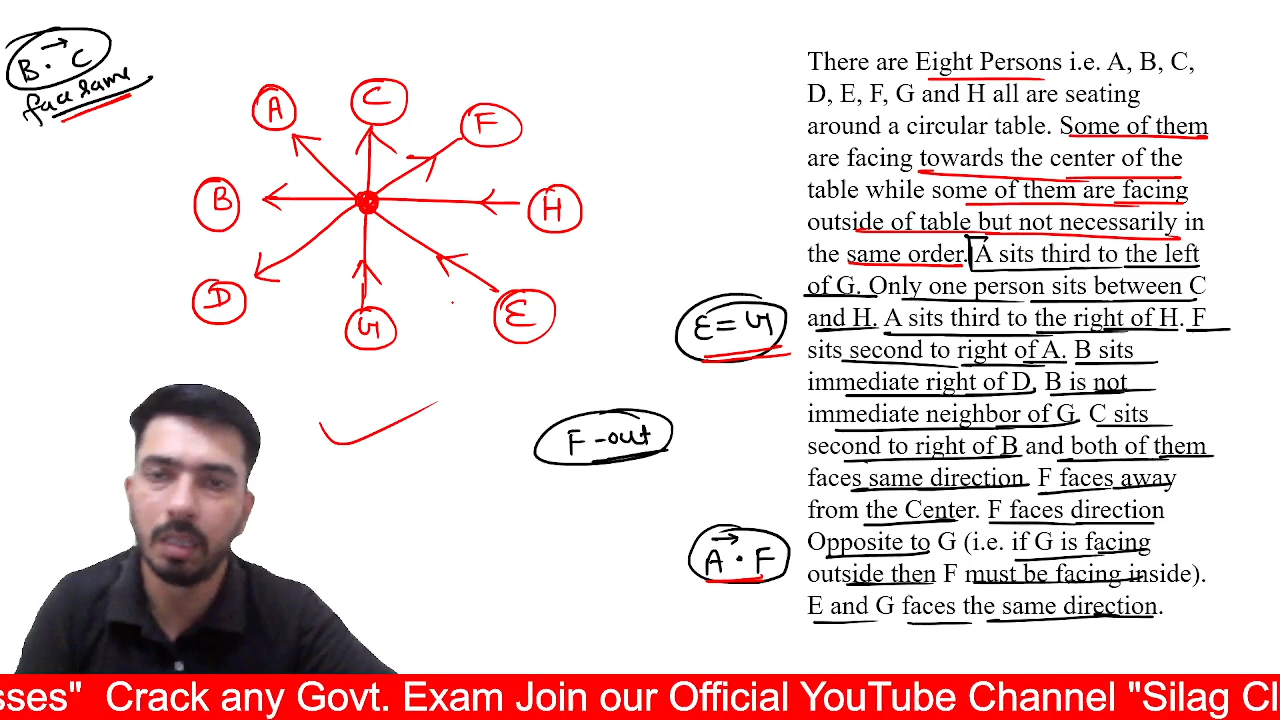 B · C
face same
A
C
F
B
H
D
G
E
There are Eight Persons i.e. A, B, C,
D, E, F, G and H all are seating
around a circular table. Some of them
are facing towards the center of the
table while some of them are facing
outside of table but not necessarily in
the same order. A sits third to the left
of G. Only one person sits between C
and H. A sits third to the right of H. F
sits second to right of A. B sits
immediate right of D, B is not
immediate neighbor of G. C sits
second to right of B and both of them
faces same direction. F faces away
from the Center. F faces direction
Opposite to G (i.e. if G is facing
outside then F must be facing inside).
E and G faces the same direction.
E = G
F - out
A · F
sses" Crack any Govt. Exam Join our Official YouTube Channel "Silag Cl